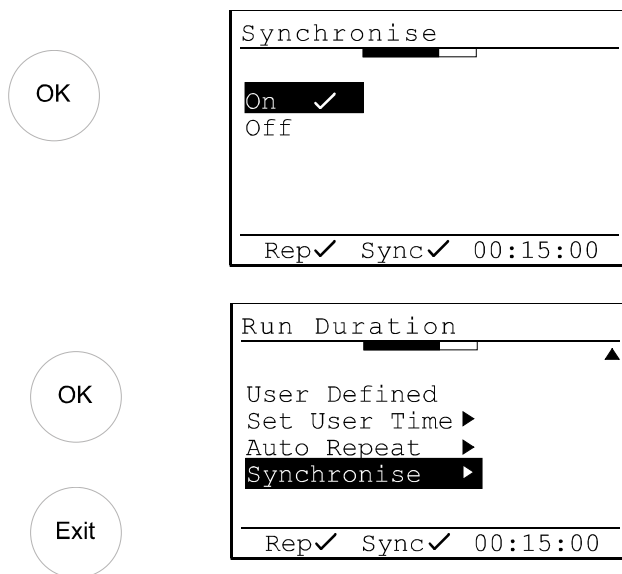 Synchronise
OK
On ✓
Off
Rep✓ Sync✓ 00:15:00
Run Duration
OK
User Defined
Set User Time ▶
Auto Repeat ▶
Synchronise ▶
Exit
Rep✓ Sync✓ 00:15:00